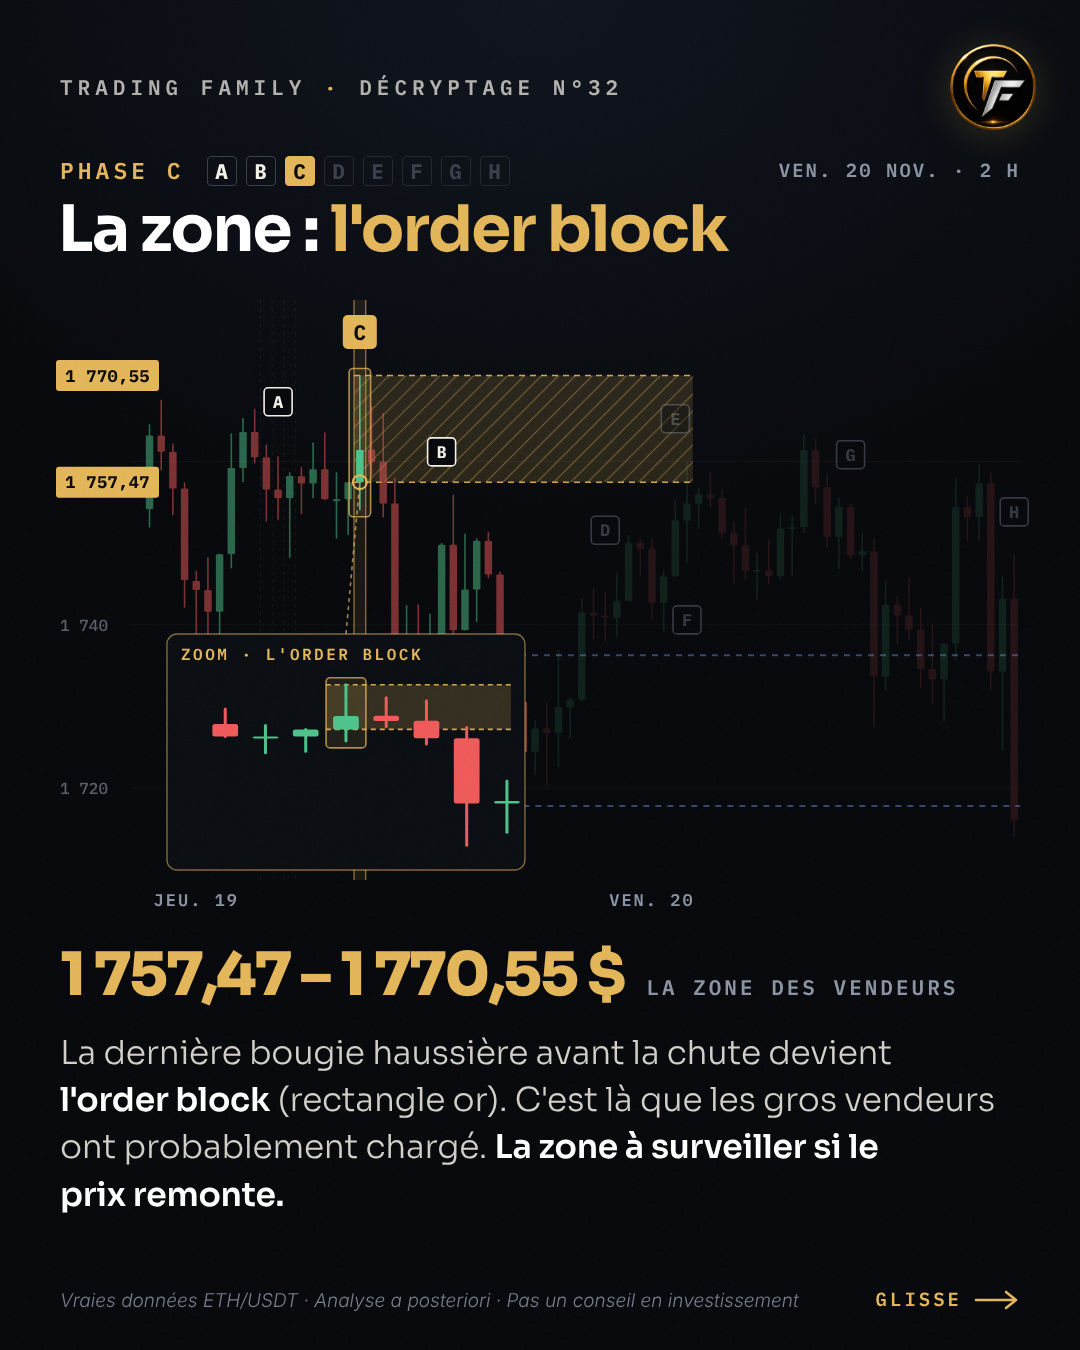 TRADING FAMILY · DÉCRYPTAGE N°32
TF
PHASE C A B C D E F G H
VEN. 20 NOV. · 2 H
La zone : l'order block
C
1 770,55
A
E
B
G
1 757,47
H
D
F
1 740
ZOOM · L'ORDER BLOCK
1 720
JEU. 19
VEN. 20
1 757,47 – 1 770,55 $ LA ZONE DES VENDEURS
La dernière bougie haussière avant la chute devient
l'order block (rectangle or). C'est là que les gros vendeurs
ont probablement chargé. La zone à surveiller si le
prix remonte.
Vraies données ETH/USDT · Analyse a posteriori · Pas un conseil en investissement
GLISSE →